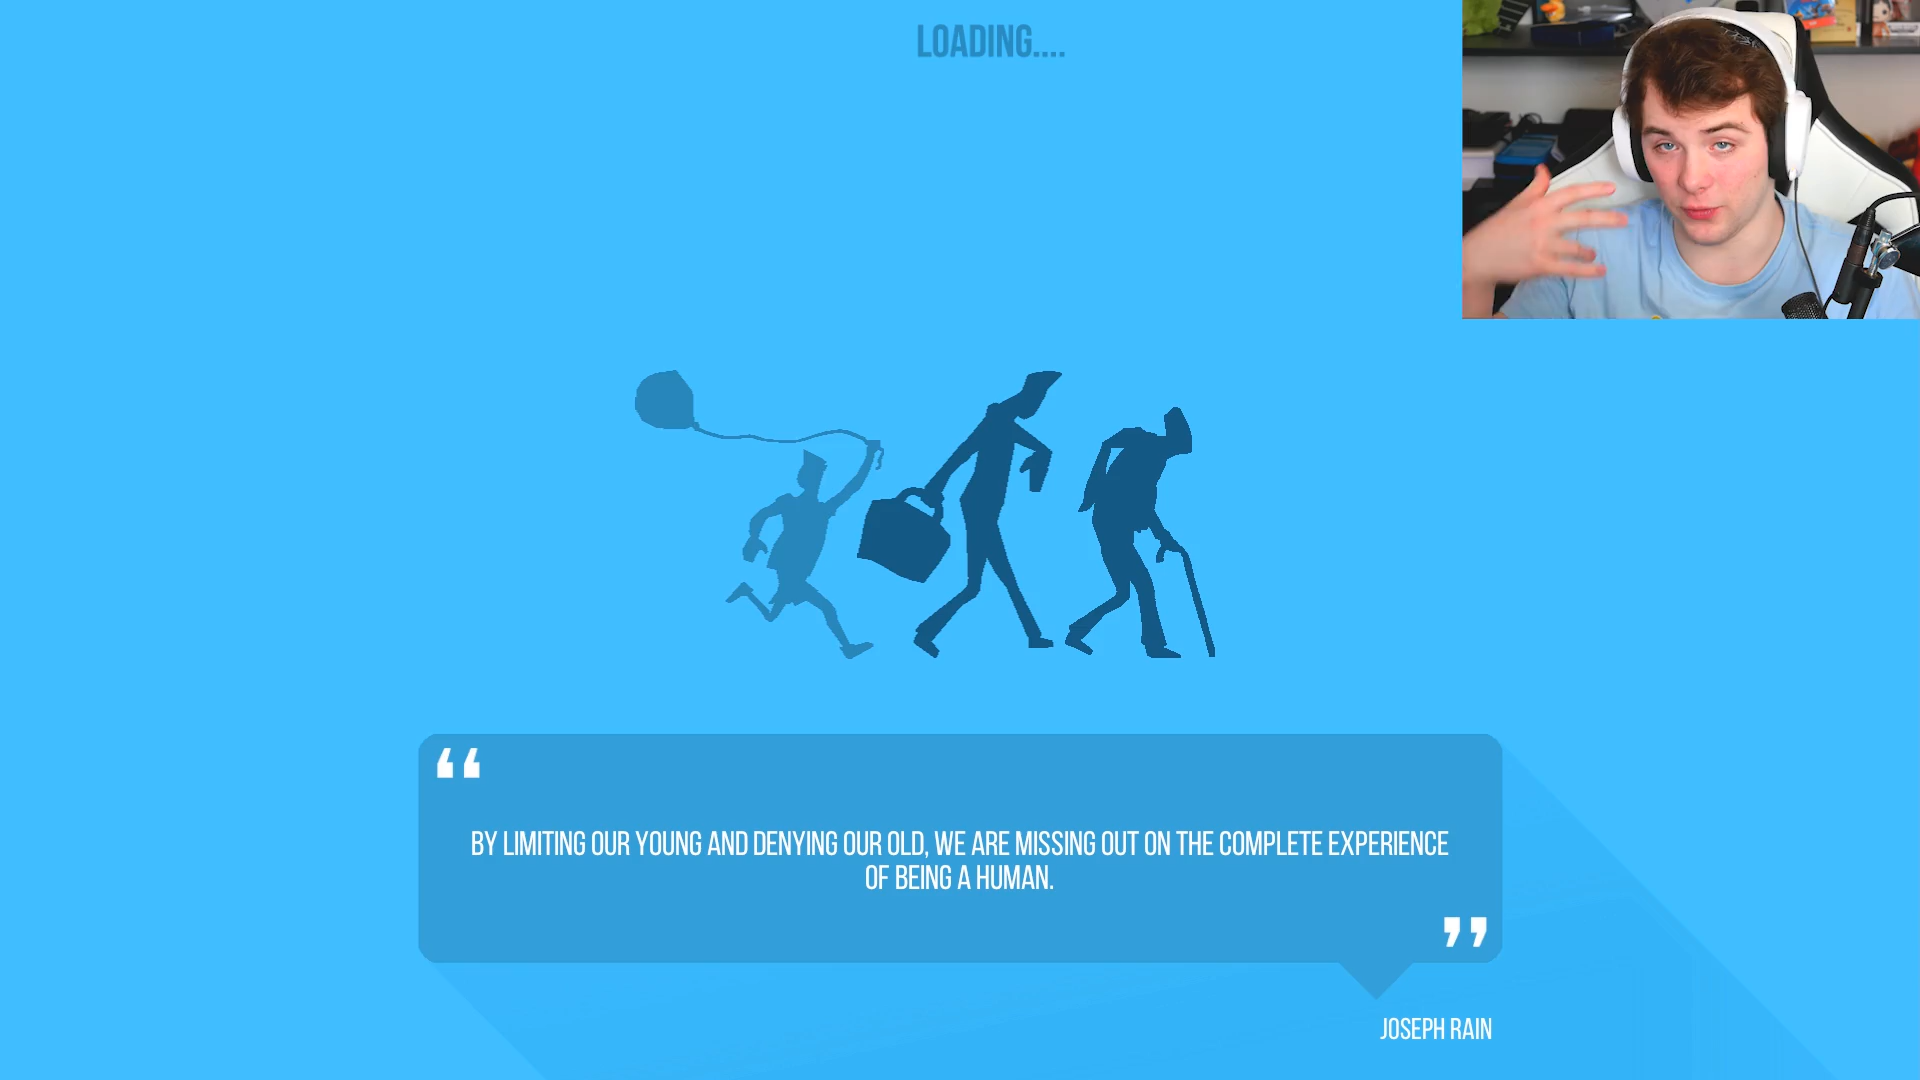 LOADING....
“
BY LIMITING OUR YOUNG AND DENYING OUR OLD, WE ARE MISSING OUT ON THE COMPLETE EXPERIENCE
OF BEING A HUMAN.
”
JOSEPH RAIN